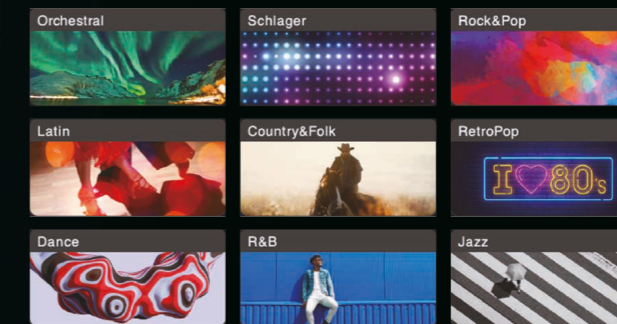 Orchestral
Schlager
Rock&Pop
Latin
Country&Folk
RetroPop
I 80's
Dance
R&B
Jazz